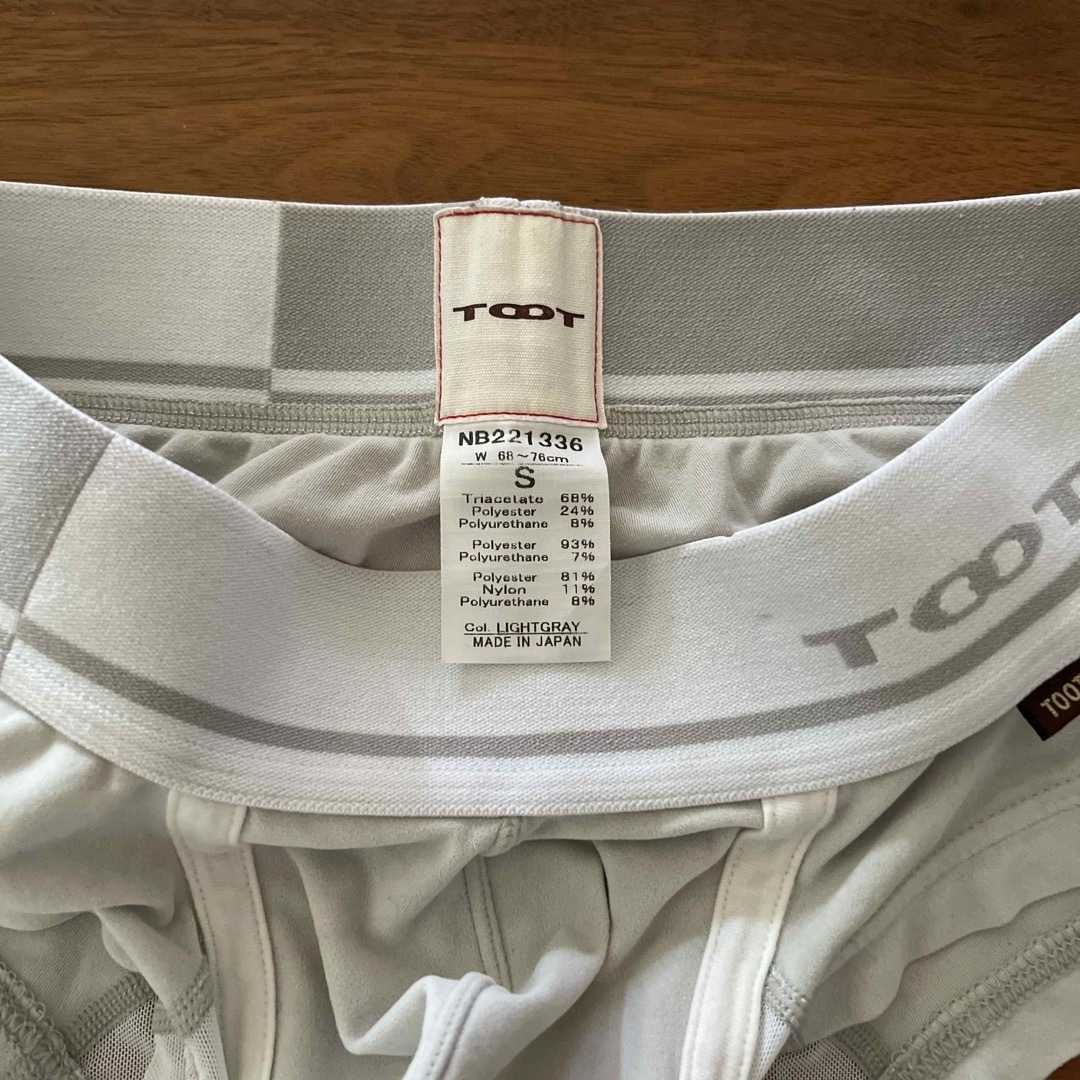 TOOT
NB221336
W 68～76cm
S
Triacetate 68%
Polyester 24%
Polyurethane 8%
Polyester 93%
Polyurethane 7%
Polyester 81%
Nylon 11%
Polyurethane 8%
Col. LIGHTGRAY
MADE IN JAPAN
TOOT
TOOT